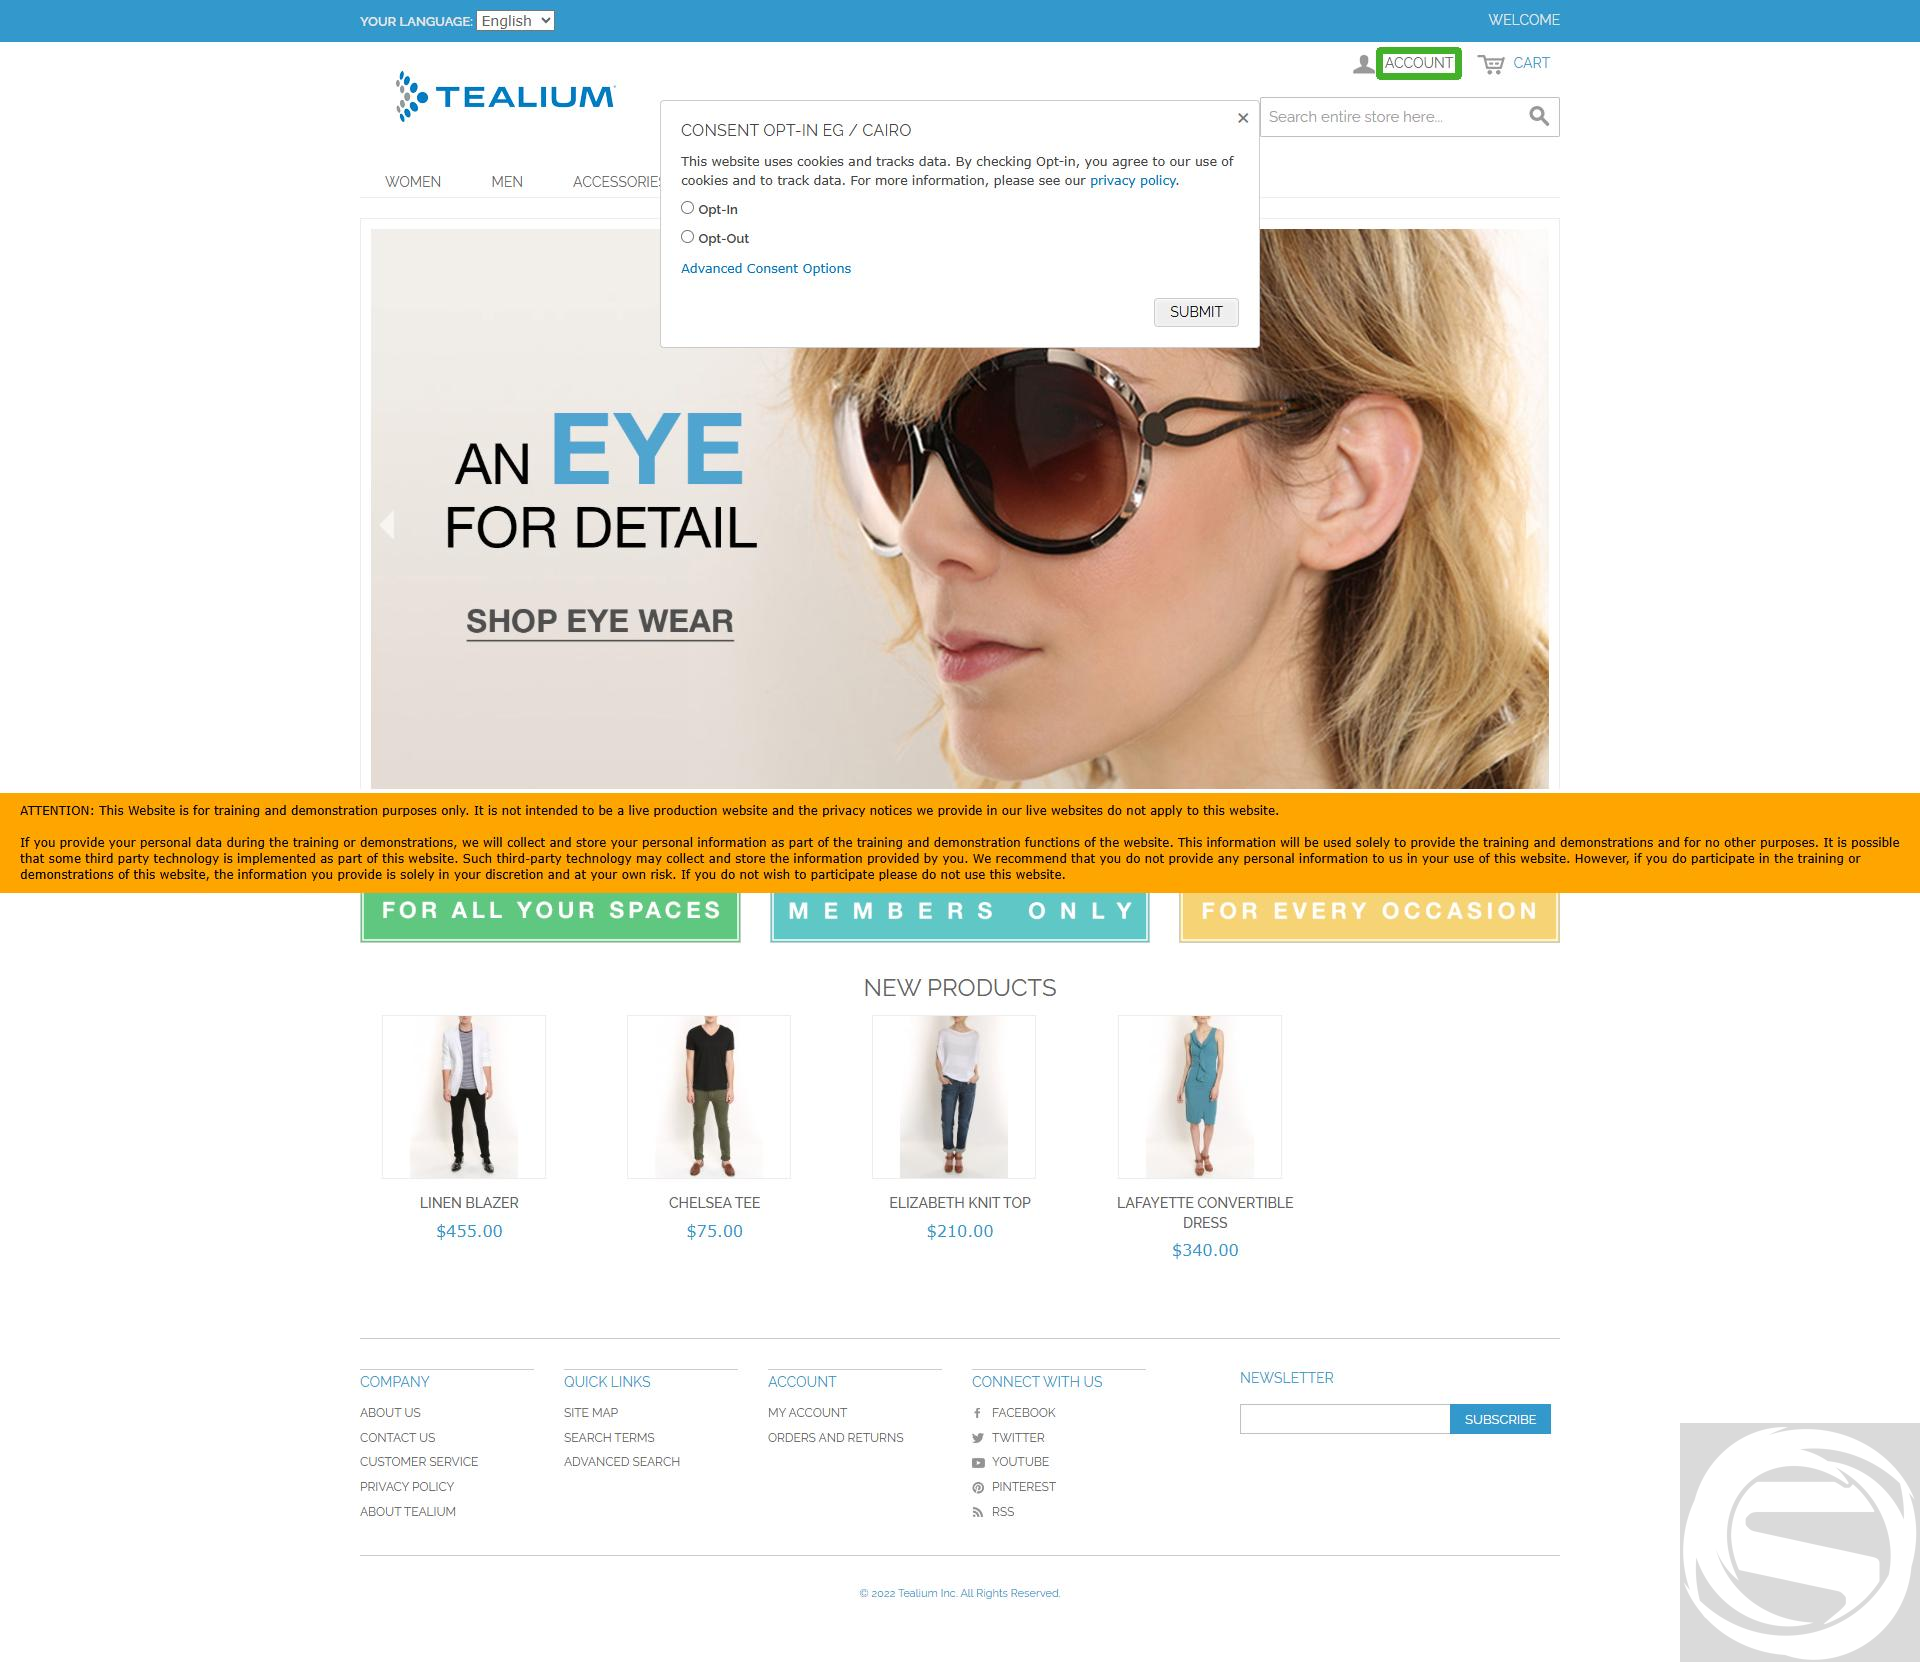 YOUR LANGUAGE: English
WELCOME
ACCOUNT
CART
TEALIUM
CONSENT OPT-IN EG / CAIRO
This website uses cookies and tracks data. By checking Opt-in, you agree to our use of
cookies and to track data. For more information, please see our privacy policy.
Opt-In
Opt-Out
Advanced Consent Options
SUBMIT
Search entire store here...
WOMEN
MEN
ACCESSORIES
AN EYE
FOR DETAIL
SHOP EYE WEAR
ATTENTION: This Website is for training and demonstration purposes only. It is not intended to be a live production website and the privacy notices we provide in our live websites do not apply to this website.
If you provide your personal data during the training or demonstrations, we will collect and store your personal information as part of the training and demonstration functions of the website. This information will be used solely to provide the training and demonstrations and for no other purposes. It is possible
that some third party technology is implemented as part of this website. Such third-party technology may collect and store the information provided by you. We recommend that you do not provide any personal information to us in your use of this website. However, if you do participate in the training or
demonstrations of this website, the information you provide is solely in your discretion and at your own risk. If you do not wish to participate please do not use this website.
FOR ALL YOUR SPACES
MEMBERS ONLY
FOR EVERY OCCASION
NEW PRODUCTS
LINEN BLAZER
$455.00
CHELSEA TEE
$75.00
ELIZABETH KNIT TOP
$210.00
LAFAYETTE CONVERTIBLE
DRESS
$340.00
COMPANY
ABOUT US
CONTACT US
CUSTOMER SERVICE
PRIVACY POLICY
ABOUT TEALIUM
QUICK LINKS
SITE MAP
SEARCH TERMS
ADVANCED SEARCH
ACCOUNT
MY ACCOUNT
ORDERS AND RETURNS
CONNECT WITH US
FACEBOOK
TWITTER
YOUTUBE
PINTEREST
RSS
NEWSLETTER
SUBSCRIBE
© 2022 Tealium Inc. All Rights Reserved.